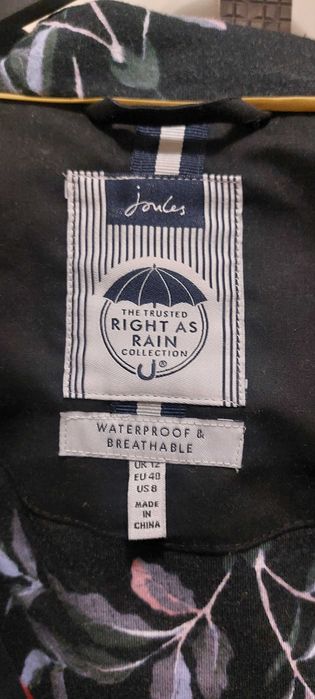 Joules
THE TRUSTED
RIGHT AS
RAIN
COLLECTION
®
WATERPROOF &
BREATHABLE
UK 12
EU 40
US 8
MADE
IN
CHINA